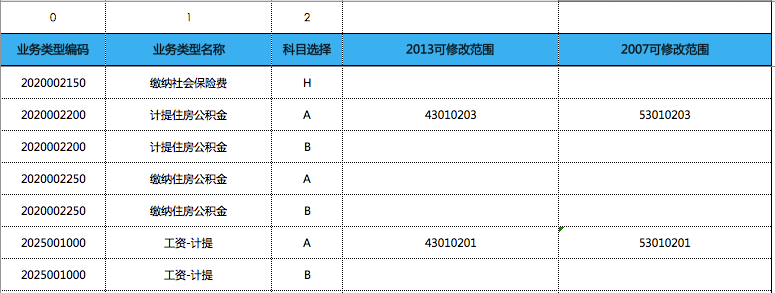 0 1 2
业务类型编码 业务类型名称 科目选择 2013可修改范围 2007可修改范围
2020002150 缴纳社会保险费 H
2020002200 计提住房公积金 A 43010203 53010203
2020002200 计提住房公积金 B
2020002250 缴纳住房公积金 A
2020002250 缴纳住房公积金 B
2025001000 工资-计提 A 43010201 53010201
2025001000 工资-计提 B